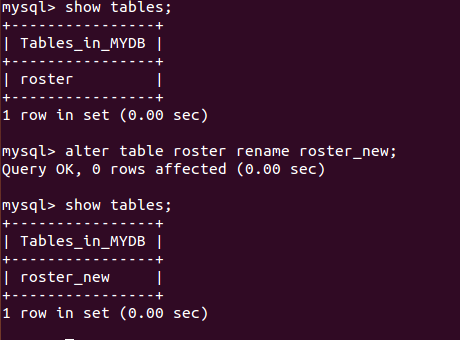 mysql> show tables;
+----------------+
| Tables_in_MYDB |
+----------------+
| roster         |
+----------------+
1 row in set (0.00 sec)
mysql> alter table roster rename roster_new;
Query OK, 0 rows affected (0.00 sec)
mysql> show tables;
+----------------+
| Tables_in_MYDB |
+----------------+
| roster_new     |
+----------------+
1 row in set (0.00 sec)